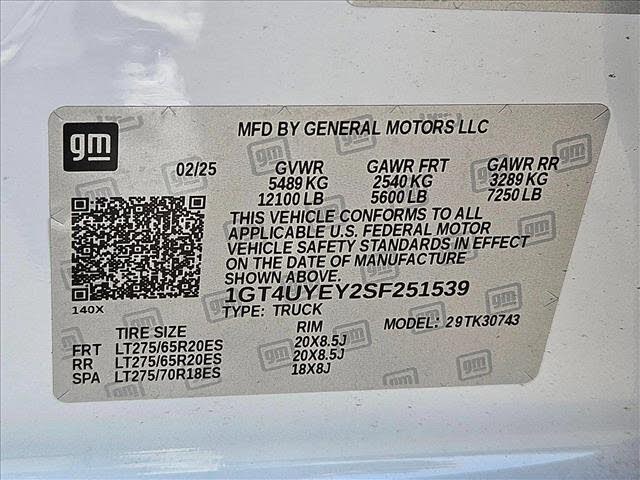 gm
MFD BY GENERAL MOTORS LLC
02/25 GVWR GAWR FRT GAWR RR
5489 KG 2540 KG 3289 KG
12100 LB 5600 LB 7250 LB
THIS VEHICLE CONFORMS TO ALL
APPLICABLE U.S. FEDERAL MOTOR
VEHICLE SAFETY STANDARDS IN EFFECT
ON THE DATE OF MANUFACTURE
SHOWN ABOVE.
140X
1GT4UYEY2SF251539
TYPE: TRUCK MODEL: 29TK30743
TIRE SIZE RIM
FRT LT275/65R20ES 20X8.5J
RR LT275/65R20ES 20X8.5J
SPA LT275/70R18ES 18X8J